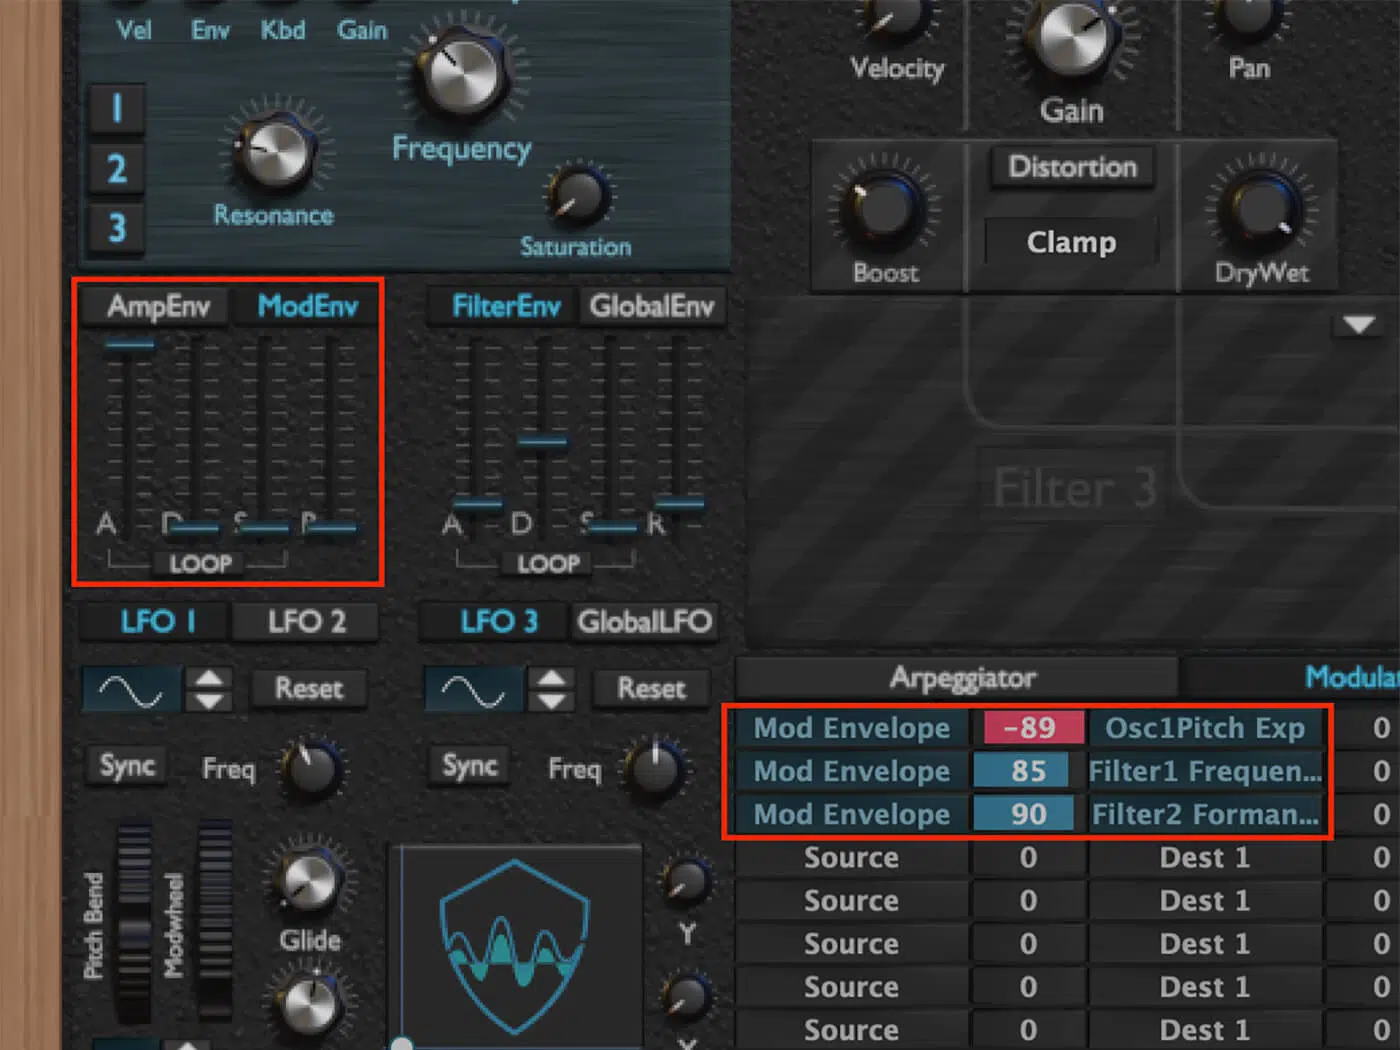 Vel Env Kbd Gain
Frequency
1
2
3
Resonance
Saturation
Velocity
Gain
Pan
Distortion
Clamp
Boost
DryWet
AmpEnv ModEnv
A D S R
LOOP
FilterEnv GlobalEnv
A D S R
LOOP
Filter 3
LFO 1 LFO 2
Reset
Sync Freq
LFO 3 GlobalLFO
Reset
Sync Freq
Pitch Bend
Modwheel
Glide
Y
Arpeggiator
Mod Envelope -89 Osc1Pitch Exp 0
Mod Envelope 85 Filter1 Frequen... 0
Mod Envelope 90 Filter2 Forman... 0
Source 0 Dest 1 0
Source 0 Dest 1 0
Source 0 Dest 1 0
Source 0 Dest 1 0
Source 0 Dest 1 0